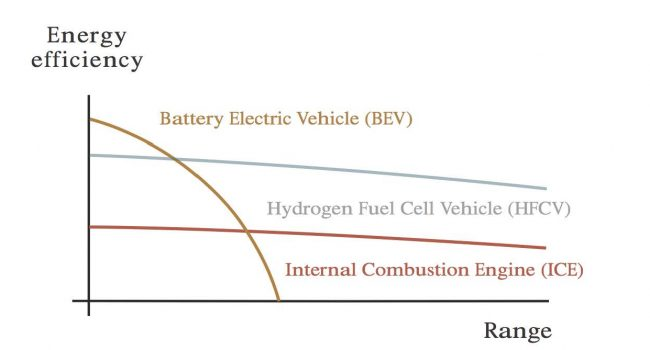 Energy
efficiency
Battery Electric Vehicle (BEV)
Hydrogen Fuel Cell Vehicle (HFCV)
Internal Combustion Engine (ICE)
Range